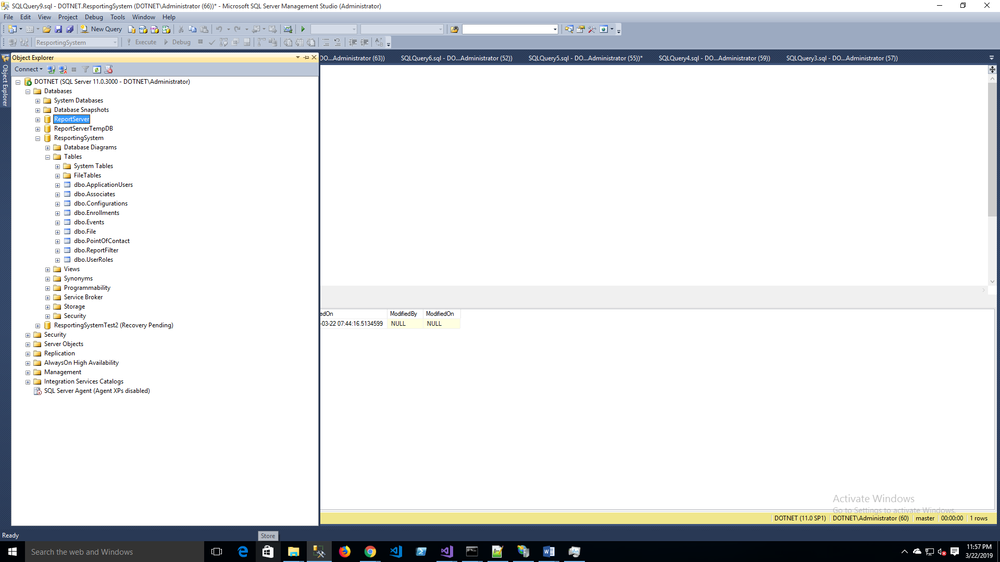 SQLQuery9.sql - DOTNET.ResportingSystem (DOTNET\Administrator (66))* - Microsoft SQL Server Management Studio (Administrator)
File Edit View Project Debug Tools Window Help
New Query
ResportingSystem Execute Debug
Object Explorer
Object Explorer
DO...Administrator (63)) SQLQuery6.sql - DO...Administrator (52)) SQLQuery5.sql - DO...Administrator (55))* SQLQuery4.sql - DO...Administrator (59)) SQLQuery3.sql - DO...Administrator (57))
Connect
DOTNET (SQL Server 11.0.3000 - DOTNET\Administrator)
Databases
System Databases
Database Snapshots
ReportServer
ReportServerTempDB
ResportingSystem
Database Diagrams
Tables
System Tables
FileTables
dbo.ApplicationUsers
dbo.Associates
dbo.Configurations
dbo.Enrollments
dbo.Events
dbo.File
dbo.PointOfContact
dbo.ReportFilter
dbo.UserRoles
Views
Synonyms
Programmability
Service Broker
Storage
Security
ResportingSystemTest2 (Recovery Pending)
Security
Server Objects
Replication
AlwaysOn High Availability
Management
Integration Services Catalogs
SQL Server Agent (Agent XPs disabled)
edOn ModifiedBy ModifiedOn
-03-22 07:44:16.5134599 NULL NULL
Activate Windows
Go to Settings to activate Windows.
DOTNET (11.0 SP1) DOTNET\Administrator (60) master 00:00:00 1 rows
Ready
Store
Search the web and Windows
11:57 PM
3/22/2019